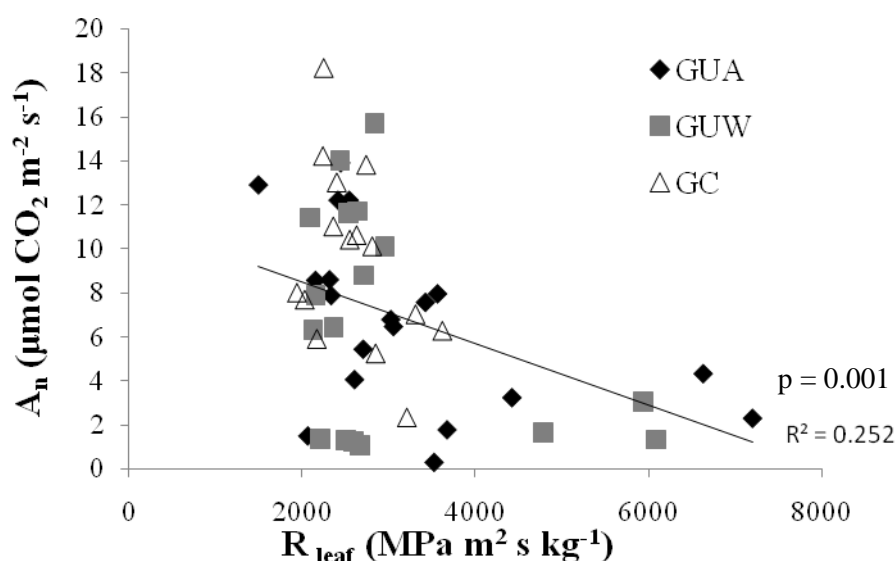 20
18
16
14
12
10
8
6
4
2
0
Aₙ (µmol CO₂ m⁻² s⁻¹)
GUA
GUW
GC
p = 0.001
R² = 0.252
0 2000 4000 6000 8000
R leaf (MPa m² s kg⁻¹)